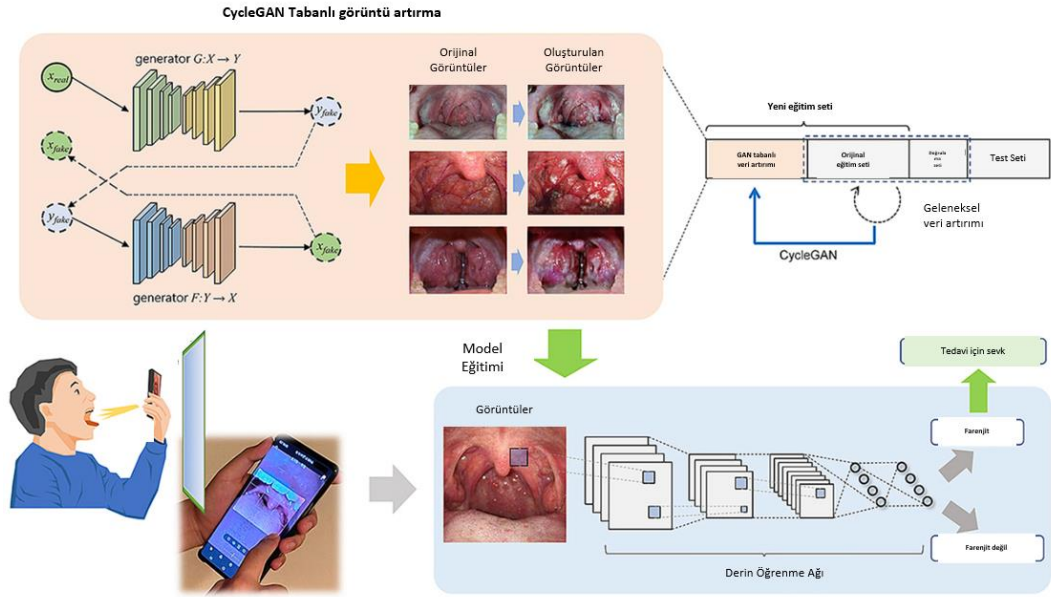 CycleGAN Tabanlı görüntü artırma
generator G:X → Y
x_real
y_fake
x_fake
y_fake
x_fake
generator F:Y → X
Orijinal
Görüntüler
Oluşturulan
Görüntüler
Yeni eğitim seti
GAN tabanlı
veri artırımı
Orijinal
eğitim seti
seti
Test Seti
Geleneksel
veri artırımı
CycleGAN
Model
Eğitimi
Görüntüler
Derin Öğrenme Ağı
Tedavi için sevk
Farenjit
Farenjit değil